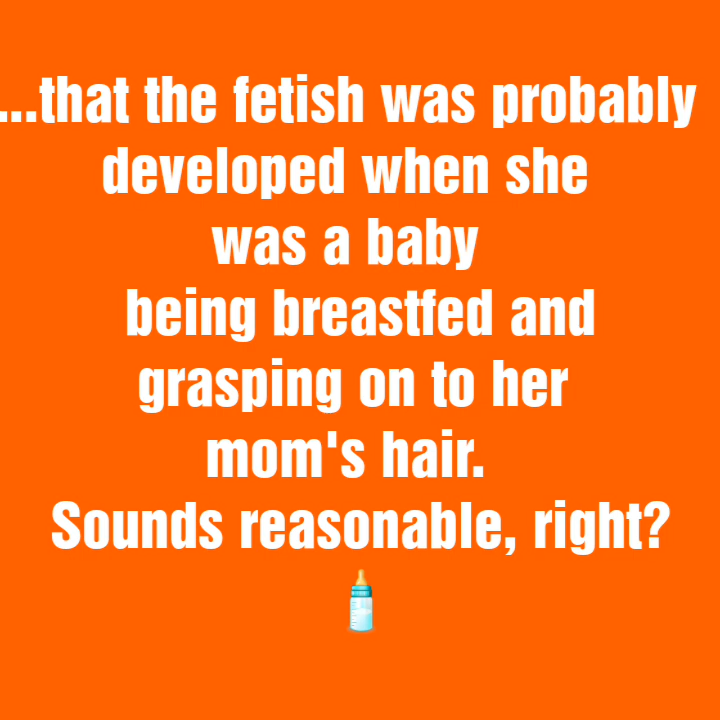 ...that the fetish was probably
developed when she
was a baby
being breastfed and
grasping on to her
mom's hair.
Sounds reasonable, right?